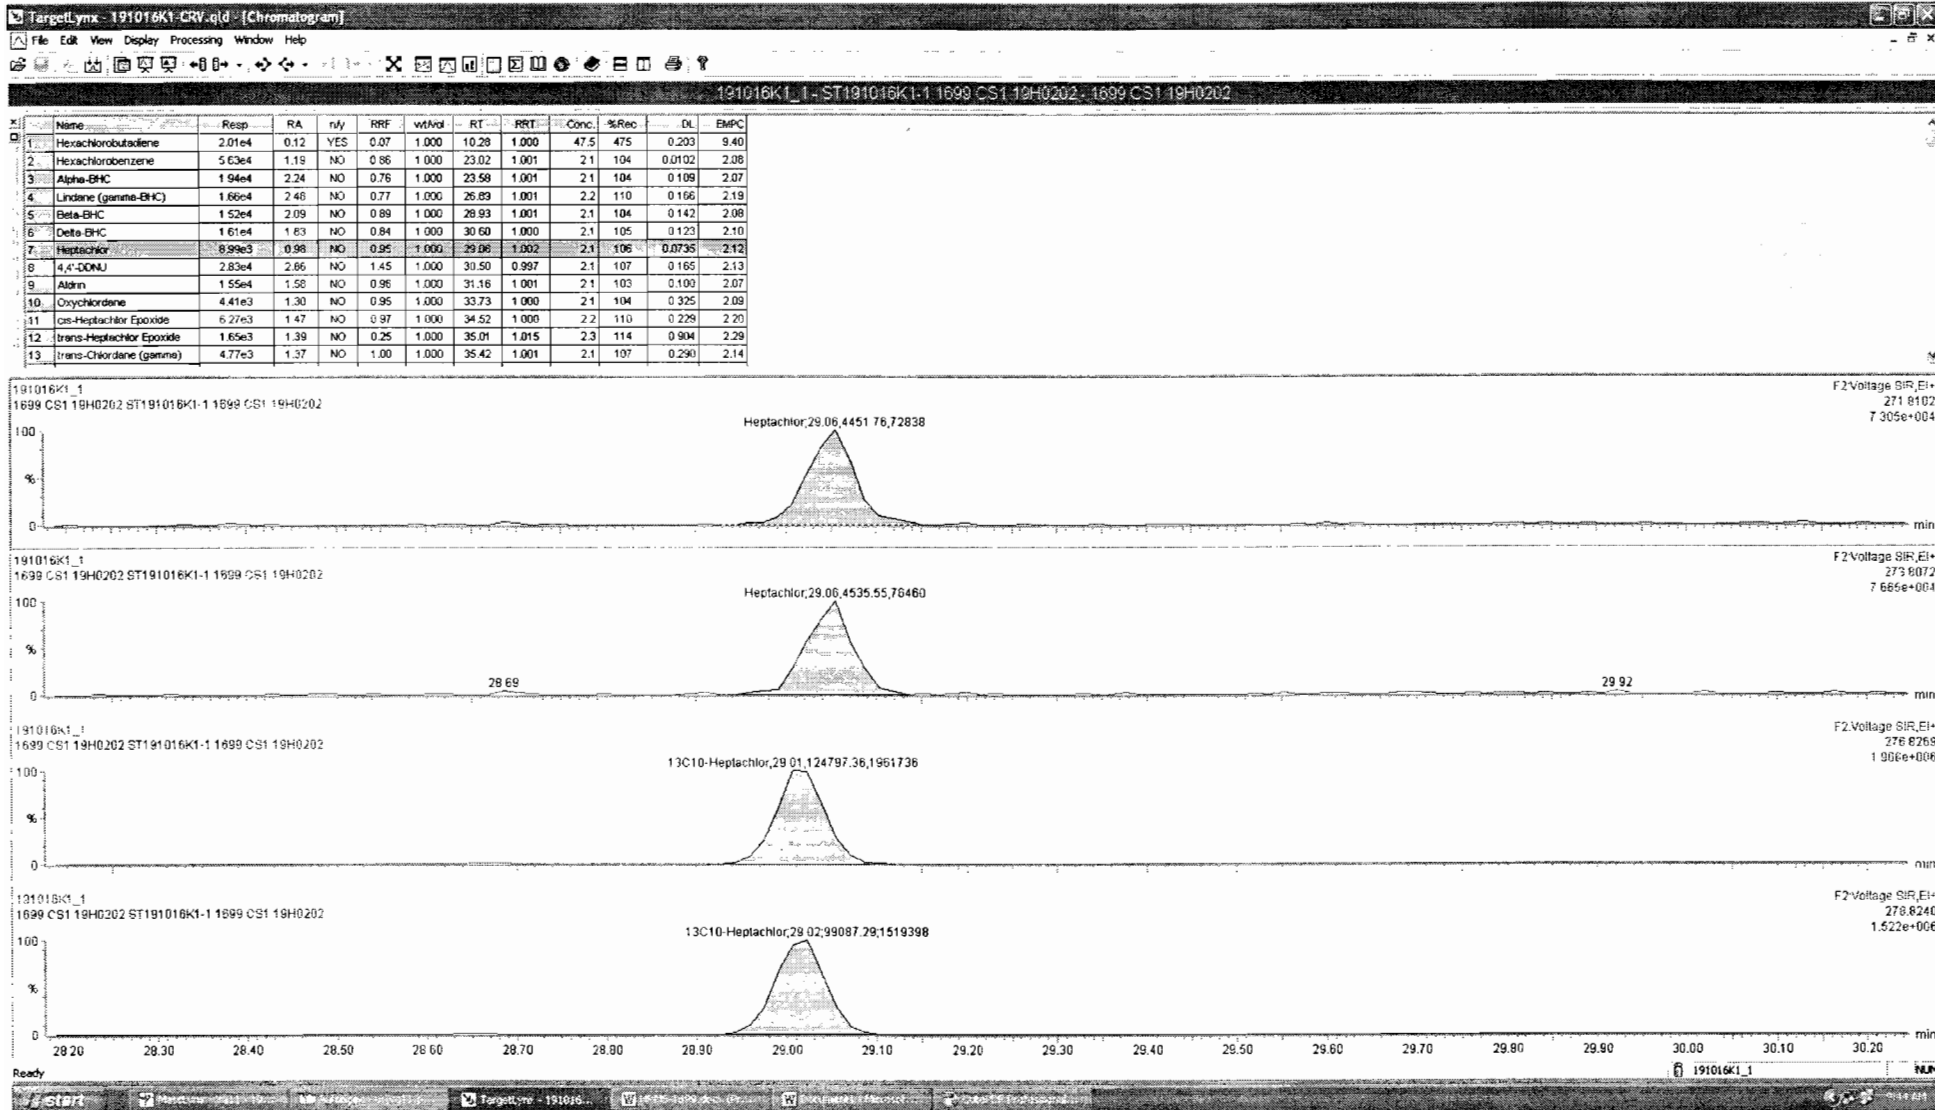 TargetLynx - 191016K1-CRV.qld - [Chromatogram]
File Edit View Display Processing Window Help
191016K1_1 - ST191016K1-1 1699 CS1 19H0202 - 1699 CS1 19H0202
Name Resp RA n/y RRF wt/vol RT RRT Conc. %Rec DL EMPC
1 Hexachlorobutadiene 2.01e4 0.12 YES 0.07 1.000 10.28 1.000 47.5 475 0.203 9.40
2 Hexachlorobenzene 5.63e4 1.19 NO 0.86 1.000 23.02 1.001 2.1 104 0.0102 2.08
3 Alpha-BHC 1.94e4 2.24 NO 0.76 1.000 23.58 1.001 2.1 104 0.109 2.07
4 Lindane (gamma-BHC) 1.66e4 2.48 NO 0.77 1.000 26.89 1.001 2.2 110 0.166 2.19
5 Beta-BHC 1.52e4 2.09 NO 0.89 1.000 28.93 1.001 2.1 104 0.142 2.08
6 Delta-BHC 1.61e4 1.83 NO 0.84 1.000 30.60 1.000 2.1 105 0.123 2.10
7 Heptachlor 8.99e3 0.98 NO 0.95 1.000 29.06 1.002 2.1 106 0.0735 2.12
8 4,4'-DDNU 2.83e4 2.66 NO 1.45 1.000 30.50 0.997 2.1 107 0.165 2.13
9 Aldrin 1.55e4 1.58 NO 0.96 1.000 31.16 1.001 2.1 103 0.100 2.07
10 Oxychlordane 4.41e3 1.30 NO 0.95 1.000 33.73 1.000 2.1 104 0.325 2.09
11 cis-Heptachlor Epoxide 6.27e3 1.47 NO 0.97 1.000 34.52 1.000 2.2 110 0.229 2.20
12 trans-Heptachlor Epoxide 1.65e3 1.39 NO 0.25 1.000 35.01 1.015 2.3 114 0.904 2.29
13 trans-Chlordane (gamma) 4.77e3 1.37 NO 1.00 1.000 35.42 1.001 2.1 107 0.290 2.14
191016K1_1 F2:Voltage SIR,EI+
1699 CS1 19H0202 ST191016K1-1 1699 CS1 19H0202 271.8102
7.305e+004
Heptachlor;29.06;4451.76;72838
100
%
0
min
191016K1_1 F2:Voltage SIR,EI+
1699 CS1 19H0202 ST191016K1-1 1699 CS1 19H0202 273.8072
7.665e+004
Heptachlor;29.06;4535.55;76460
100
%
28.69 29.92
0
min
191016K1_1 F2:Voltage SIR,EI+
1699 CS1 19H0202 ST191016K1-1 1699 CS1 19H0202 276.8269
1.966e+006
13C10-Heptachlor;29.01;124797.36;1961736
100
%
0
min
191016K1_1 F2:Voltage SIR,EI+
1699 CS1 19H0202 ST191016K1-1 1699 CS1 19H0202 278.8240
1.522e+006
13C10-Heptachlor;29.02;99087.29;1519398
100
%
0
min
28.20 28.30 28.40 28.50 28.60 28.70 28.80 28.90 29.00 29.10 29.20 29.30 29.40 29.50 29.60 29.70 29.80 29.90 30.00 30.10 30.20
Ready 191016K1_1 NUM
start TargetLynx - 191016...